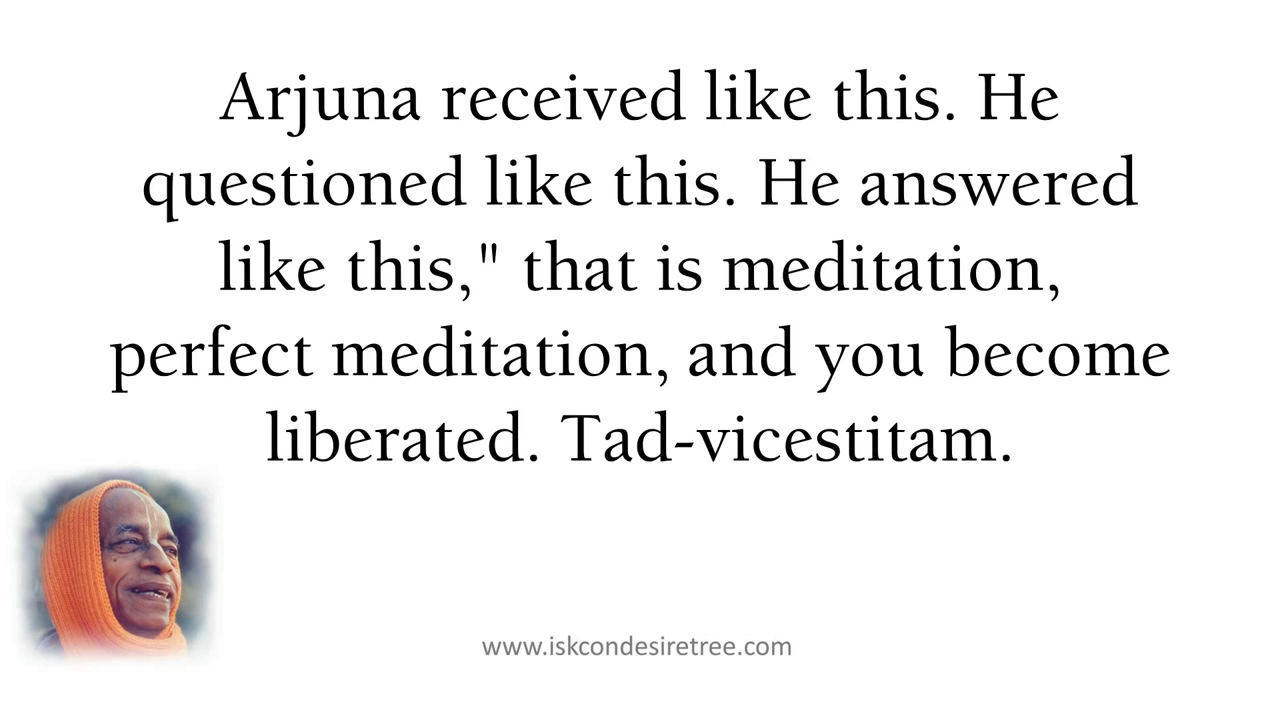 Arjuna received like this. He
questioned like this. He answered
like this," that is meditation,
perfect meditation, and you become
liberated. Tad-vicestitam.
www.iskcondesiretree.com